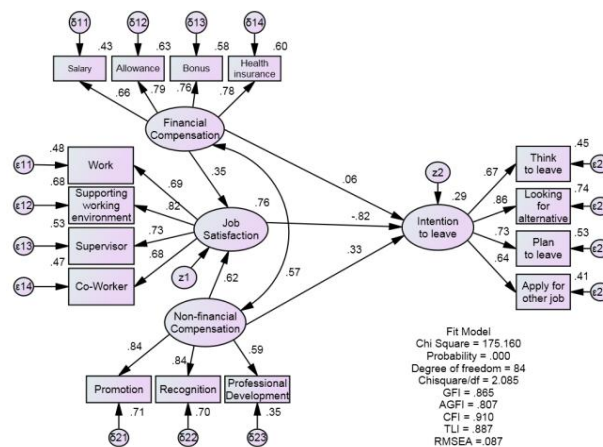 δ11 δ12 δ13 δ14
.43 .63 .58 .60
Salary Allowance Bonus Health
insurance
.66 .79 .76 .78
Financial
Compensation
.48
ε11 Work
.68
ε12 Supporting
working
environment
.53
ε13 Supervisor
.47
ε14 Co-Worker
.69
.82
.73
.68
.35
.76
Job
Satisfaction
z1
.62
.57
.06
-.82
.33
z2
.29
Intention
to leave
.67
.86
.73
.64
.45
Think
to leave
.74
Looking
for
alternative
.53
Plan
to leave
.41
Apply for
other job
Non-financial
Compensation
.84 .84 .59
Promotion Recognition Professional
Development
.71 .70 .35
δ21 δ22 δ23
Fit Model
Chi Square = 175.160
Probability = .000
Degree of freedom = 84
Chisquare/df = 2.085
GFI = .865
AGFI = .807
CFI = .910
TLI = .887
RMSEA = .087